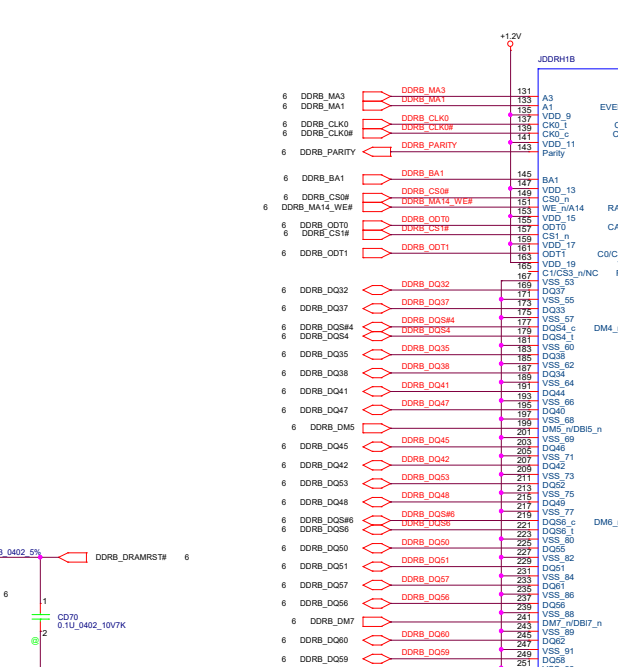 +1.2V
JDDRH1B
6 DDRB_MA3 DDRB_MA3 131 A3
6 DDRB_MA1 DDRB_MA1 133 A1 EVE
135 VDD_9
6 DDRB_CLK0 DDRB_CLK0 137 CK0_t
6 DDRB_CLK0# DDRB_CLK0# 139 CK0_c
141 VDD_11
6 DDRB_PARITY DDRB_PARITY 143 Parity
6 DDRB_BA1 DDRB_BA1 145 BA1
147 VDD_13
6 DDRB_CS0# DDRB_CS0# 149 CS0_n
6 DDRB_MA14_WE# DDRB_MA14_WE# 151 WE_n/A14 RA
153 VDD_15
6 DDRB_ODT0 DDRB_ODT0 155 ODT0 CA
6 DDRB_CS1# DDRB_CS1# 157 CS1_n
159 VDD_17
6 DDRB_ODT1 DDRB_ODT1 161 ODT1 C0/C
163 VDD_19
165 C1/CS3_n/NC
167 VSS_53
6 DDRB_DQ32 DDRB_DQ32 169 DQ37
171 VSS_55
6 DDRB_DQ37 DDRB_DQ37 173 DQ33
175 VSS_57
6 DDRB_DQS#4 DDRB_DQS#4 177 DQS4_c DM4_
6 DDRB_DQS4 DDRB_DQS4 179 DQS4_t
181 VSS_60
6 DDRB_DQ35 DDRB_DQ35 183 DQ38
185 VSS_62
6 DDRB_DQ38 DDRB_DQ38 187 DQ34
189 VSS_64
6 DDRB_DQ41 DDRB_DQ41 191 DQ44
193 VSS_66
6 DDRB_DQ47 DDRB_DQ47 195 DQ40
197 VSS_68
6 DDRB_DM5 199 DM5_n/DBI5_n
201 VSS_69
6 DDRB_DQ45 DDRB_DQ45 203 DQ46
205 VSS_71
6 DDRB_DQ42 DDRB_DQ42 207 DQ42
209 VSS_73
6 DDRB_DQ53 DDRB_DQ53 211 DQ52
213 VSS_75
6 DDRB_DQ48 DDRB_DQ48 215 DQ49
217 VSS_77
6 DDRB_DQS#6 DDRB_DQS#6 219 DQS6_c DM6_
6 DDRB_DQS6 DDRB_DQS6 221 DQS6_t
223 VSS_80
6 DDRB_DQ50 DDRB_DQ50 225 DQ55
227 VSS_82
6 DDRB_DQ51 DDRB_DQ51 229 DQ51
231 VSS_84
6 DDRB_DQ57 DDRB_DQ57 233 DQ61
235 VSS_86
6 DDRB_DQ56 DDRB_DQ56 237 DQ56
239 VSS_88
6 DDRB_DM7 241 DM7_n/DBI7_n
243 VSS_89
6 DDRB_DQ60 DDRB_DQ60 245 DQ62
247 VSS_91
6 DDRB_DQ59 DDRB_DQ59 249 DQ58
251
_0402_5%
DDRB_DRAMRST# 6
6
1
CD70
0.1U_0402_10V7K
2
@